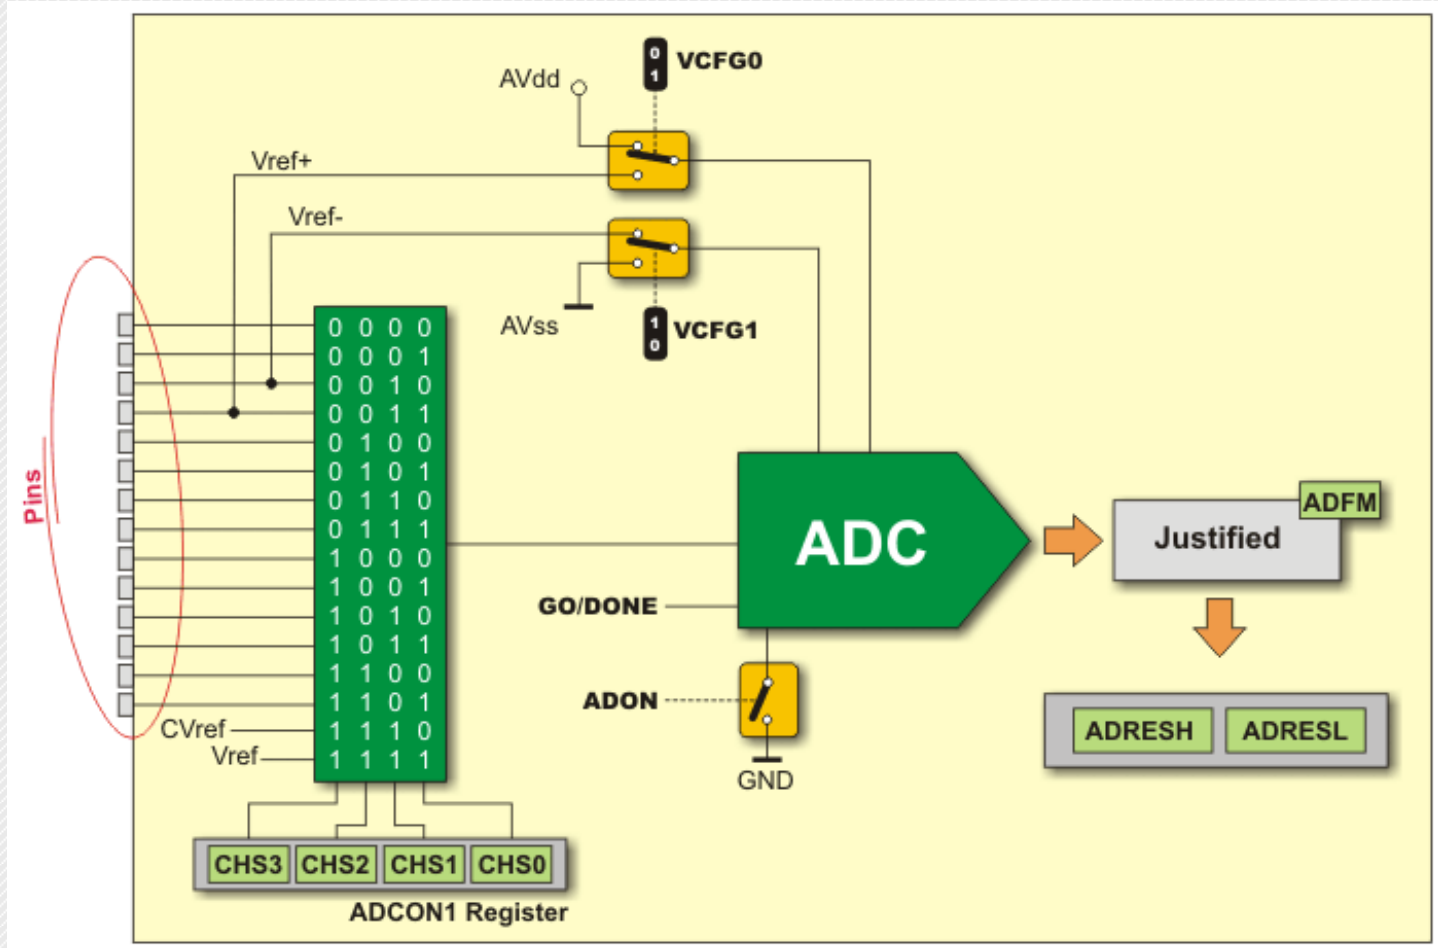 0
1
VCFG0
AVdd
Vref+
Vref-
AVss
1
0
VCFG1
Pins
0 0 0 0
0 0 0 1
0 0 1 0
0 0 1 1
0 1 0 0
0 1 0 1
0 1 1 0
0 1 1 1
1 0 0 0
1 0 0 1
1 0 1 0
1 0 1 1
1 1 0 0
1 1 0 1
CVref 1 1 1 0
Vref 1 1 1 1
ADC
GO/DONE
ADON
GND
ADFM
Justified
ADRESH ADRESL
CHS3 CHS2 CHS1 CHS0
ADCON1 Register